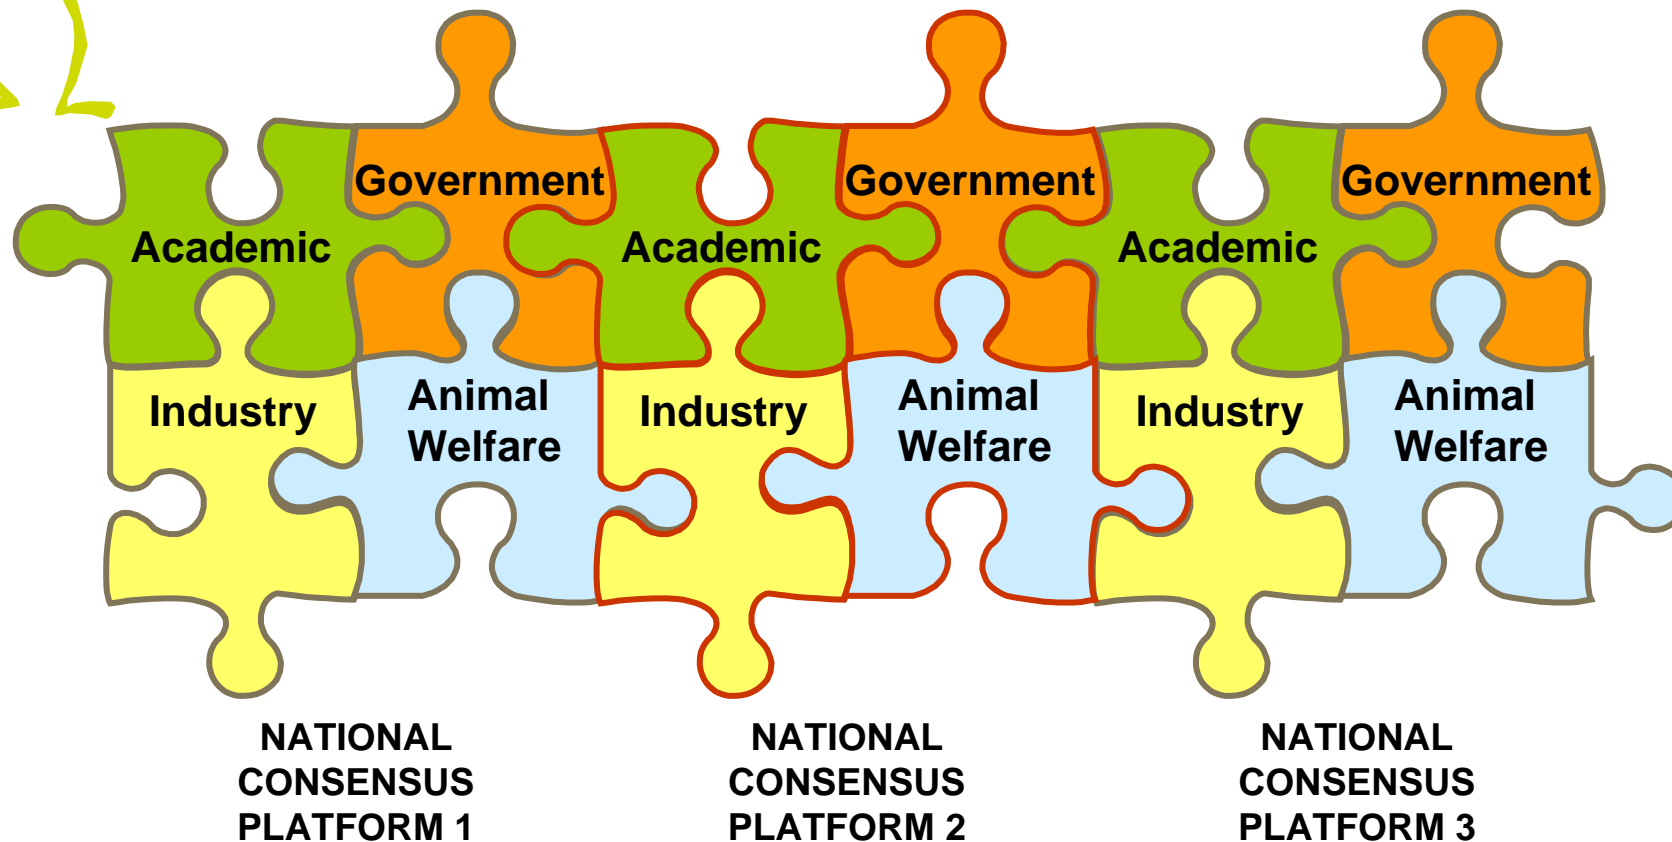 Government
Government
Government
Academic
Academic
Academic
Industry
Animal
Welfare
Industry
Animal
Welfare
Industry
Animal
Welfare
NATIONAL
CONSENSUS
PLATFORM 1
NATIONAL
CONSENSUS
PLATFORM 2
NATIONAL
CONSENSUS
PLATFORM 3